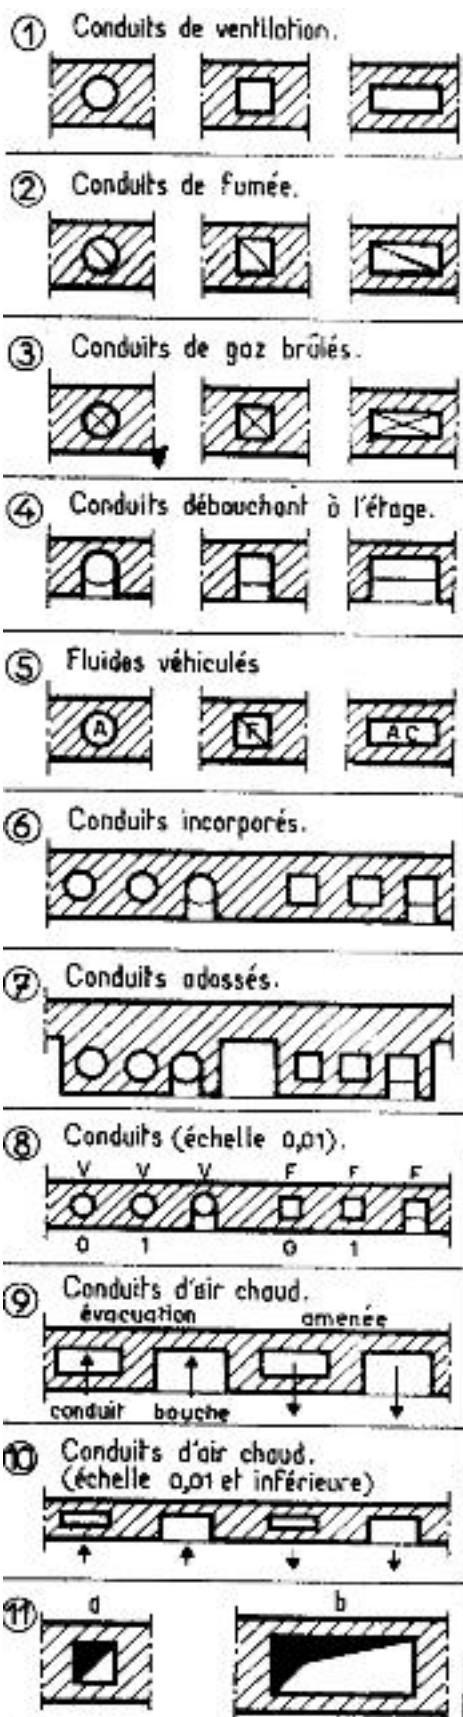 1 Conduits de ventilation.
2 Conduits de fumée.
3 Conduits de gaz brûlés.
4 Conduits débouchant à l'étage.
5 Fluides véhiculés
A F AC
6 Conduits incorporés.
7 Conduits adossés.
8 Conduits (échelle 0,01).
V V V F F F
0 1 0 1
9 Conduits d'air chaud.
évacuation amenée
conduit bouche
10 Conduits d'air chaud.
(échelle 0,01 et inférieure)
11 a b